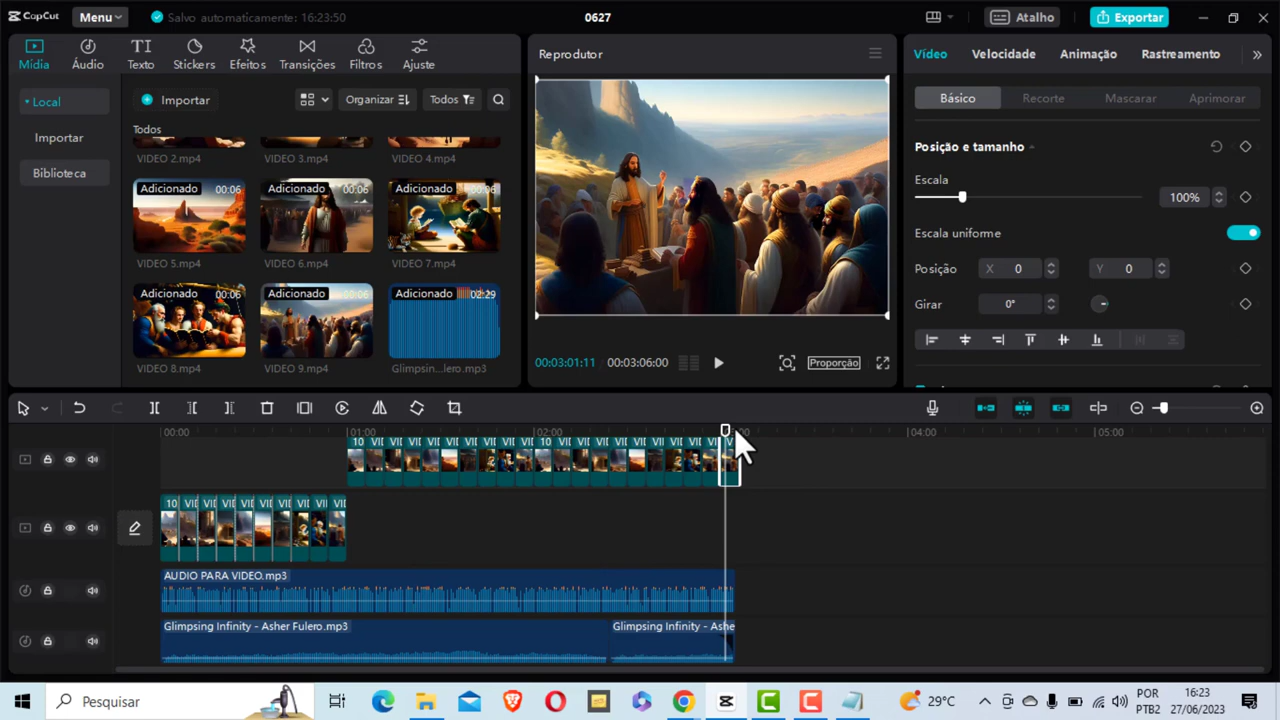 CapCut
Menu
Salvo automaticamente: 16:23:50
0627
Atalho
Exportar
Mídia
Áudio
Texto
Stickers
Efeitos
Transições
Filtros
Ajuste
Local
Importar
Biblioteca
Importar
Organizar
Todos
Todos
VIDEO 2.mp4
VIDEO 3.mp4
VIDEO 4.mp4
Adicionado 00:06
Adicionado 00:06
Adicionado 00:06
VIDEO 5.mp4
VIDEO 6.mp4
VIDEO 7.mp4
Adicionado 00:06
Adicionado 00:06
Adicionado 02:29
VIDEO 8.mp4
VIDEO 9.mp4
Glimpsin...lero.mp3
Reprodutor
00:03:01:11
00:03:06:00
Proporção
Vídeo
Velocidade
Animação
Rastreamento
Básico
Recorte
Mascarar
Aprimorar
Posição e tamanho
Escala
100%
Escala uniforme
Posição
X 0
Y 0
Girar
0°
00:00
01:00
02:00
04:00
05:00
AUDIO PARA VIDEO.mp3
Glimpsing Infinity - Asher Fulero.mp3
Glimpsing Infinity - Ashe
Pesquisar
29°C
POR
PTB2
16:23
27/06/2023